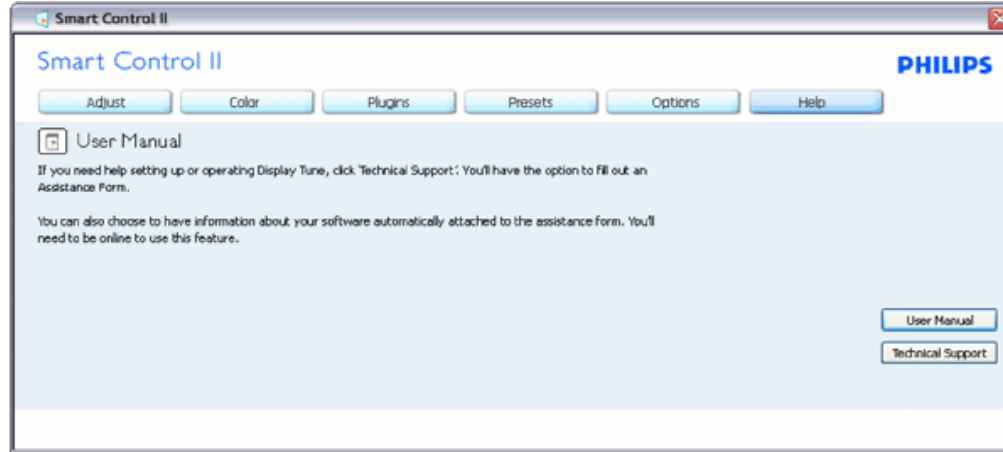 Smart Control II
Smart Control II
PHILIPS
Adjust Color Plugins Presets Options Help
User Manual
If you need help setting up or operating Display Tune, click 'Technical Support'. You'll have the option to fill out an
Assistance Form.
You can also choose to have information about your software automatically attached to the assistance form. You'll
need to be online to use this feature.
User Manual
Technical Support